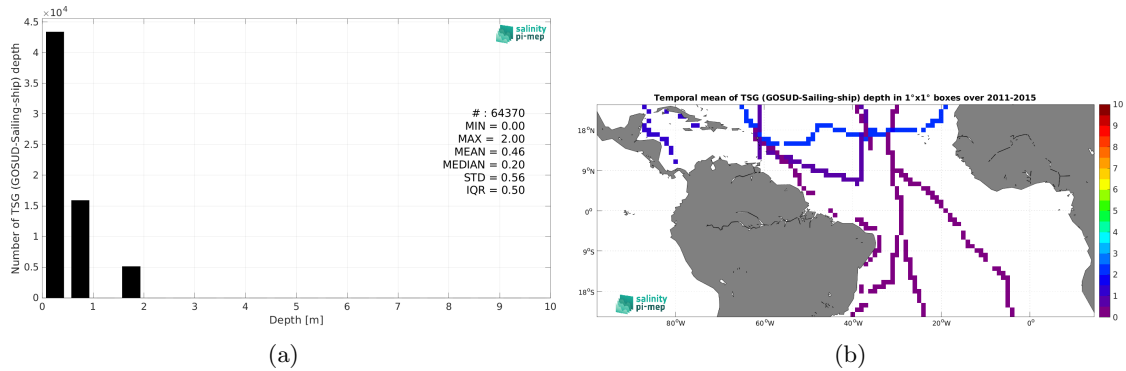 ×10⁴
4.5
4
3.5
3
2.5
2
1.5
1
0.5
0
Number of TSG (GOSUD-Sailing-ship) depth
salinity
pi-mep
# : 64370
MIN = 0.00
MAX = 2.00
MEAN = 0.46
MEDIAN = 0.20
STD = 0.56
IQR = 0.50
0 1 2 3 4 5 6 7 8 9 10
Depth [m]
(a)
Temporal mean of TSG (GOSUD-Sailing-ship) depth in 1°x1° boxes over 2011-2015
18°N
9°N
0°
9°S
18°S
salinity
pi-mep
80°W 60°W 40°W 20°W 0°
10
9
8
7
6
5
4
3
2
1
0
(b)